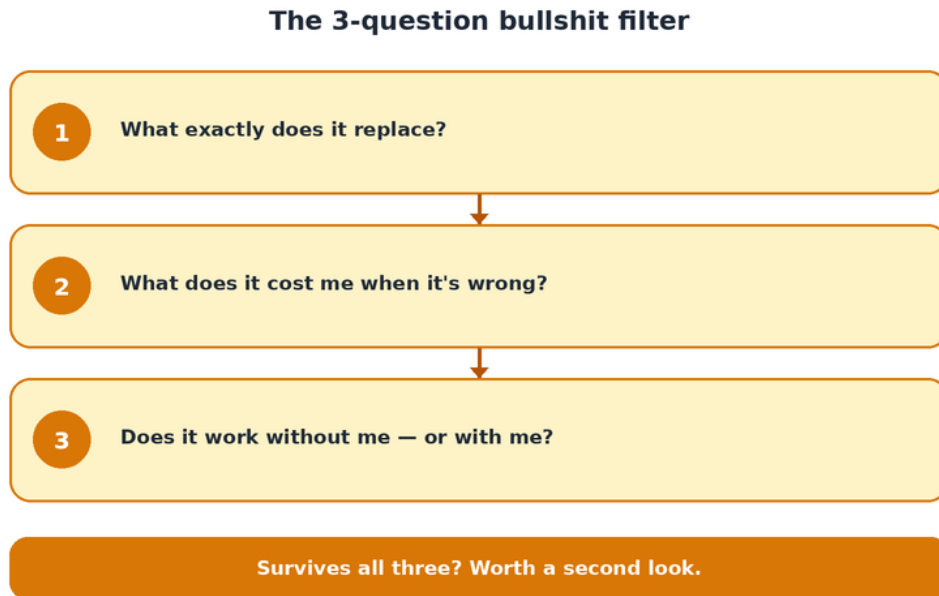 The 3-question bullshit filter
1
What exactly does it replace?
2
What does it cost me when it's wrong?
3
Does it work without me — or with me?
Survives all three? Worth a second look.